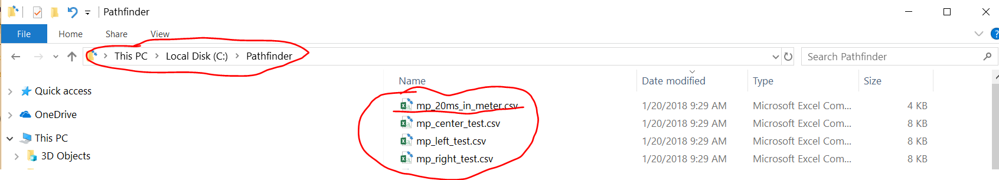 Pathfinder
File Home Share View
This PC Local Disk (C:) Pathfinder Search Pathfinder
Name Date modified Type Size
Quick access
OneDrive
This PC
3D Objects
mp_20ms_in_meter.csv 1/20/2018 9:29 AM Microsoft Excel Com... 4 KB
mp_center_test.csv 1/20/2018 9:29 AM Microsoft Excel Com... 8 KB
mp_left_test.csv 1/20/2018 9:29 AM Microsoft Excel Com... 8 KB
mp_right_test.csv 1/20/2018 9:29 AM Microsoft Excel Com... 8 KB